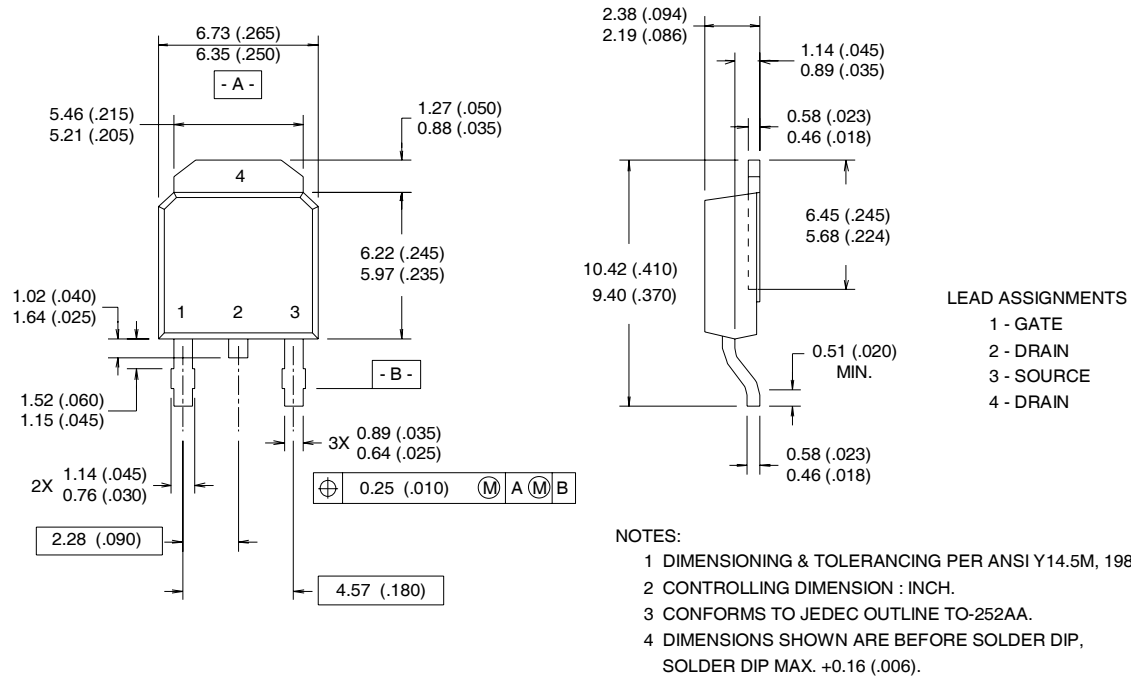 6.73 (.265)
6.35 (.250)
- A -
5.46 (.215)
5.21 (.205)
1.27 (.050)
0.88 (.035)
4
6.22 (.245)
5.97 (.235)
1.02 (.040)
1.64 (.025)
1 2 3
- B -
1.52 (.060)
1.15 (.045)
3X 0.89 (.035)
0.64 (.025)
2X 1.14 (.045)
0.76 (.030)
⌖ 0.25 (.010) Ⓜ A Ⓜ B
2.28 (.090)
4.57 (.180)
2.38 (.094)
2.19 (.086)
1.14 (.045)
0.89 (.035)
0.58 (.023)
0.46 (.018)
6.45 (.245)
5.68 (.224)
10.42 (.410)
9.40 (.370)
0.51 (.020)
MIN.
0.58 (.023)
0.46 (.018)
LEAD ASSIGNMENTS
1 - GATE
2 - DRAIN
3 - SOURCE
4 - DRAIN
NOTES:
1 DIMENSIONING & TOLERANCING PER ANSI Y14.5M, 198
2 CONTROLLING DIMENSION : INCH.
3 CONFORMS TO JEDEC OUTLINE TO-252AA.
4 DIMENSIONS SHOWN ARE BEFORE SOLDER DIP,
SOLDER DIP MAX. +0.16 (.006).